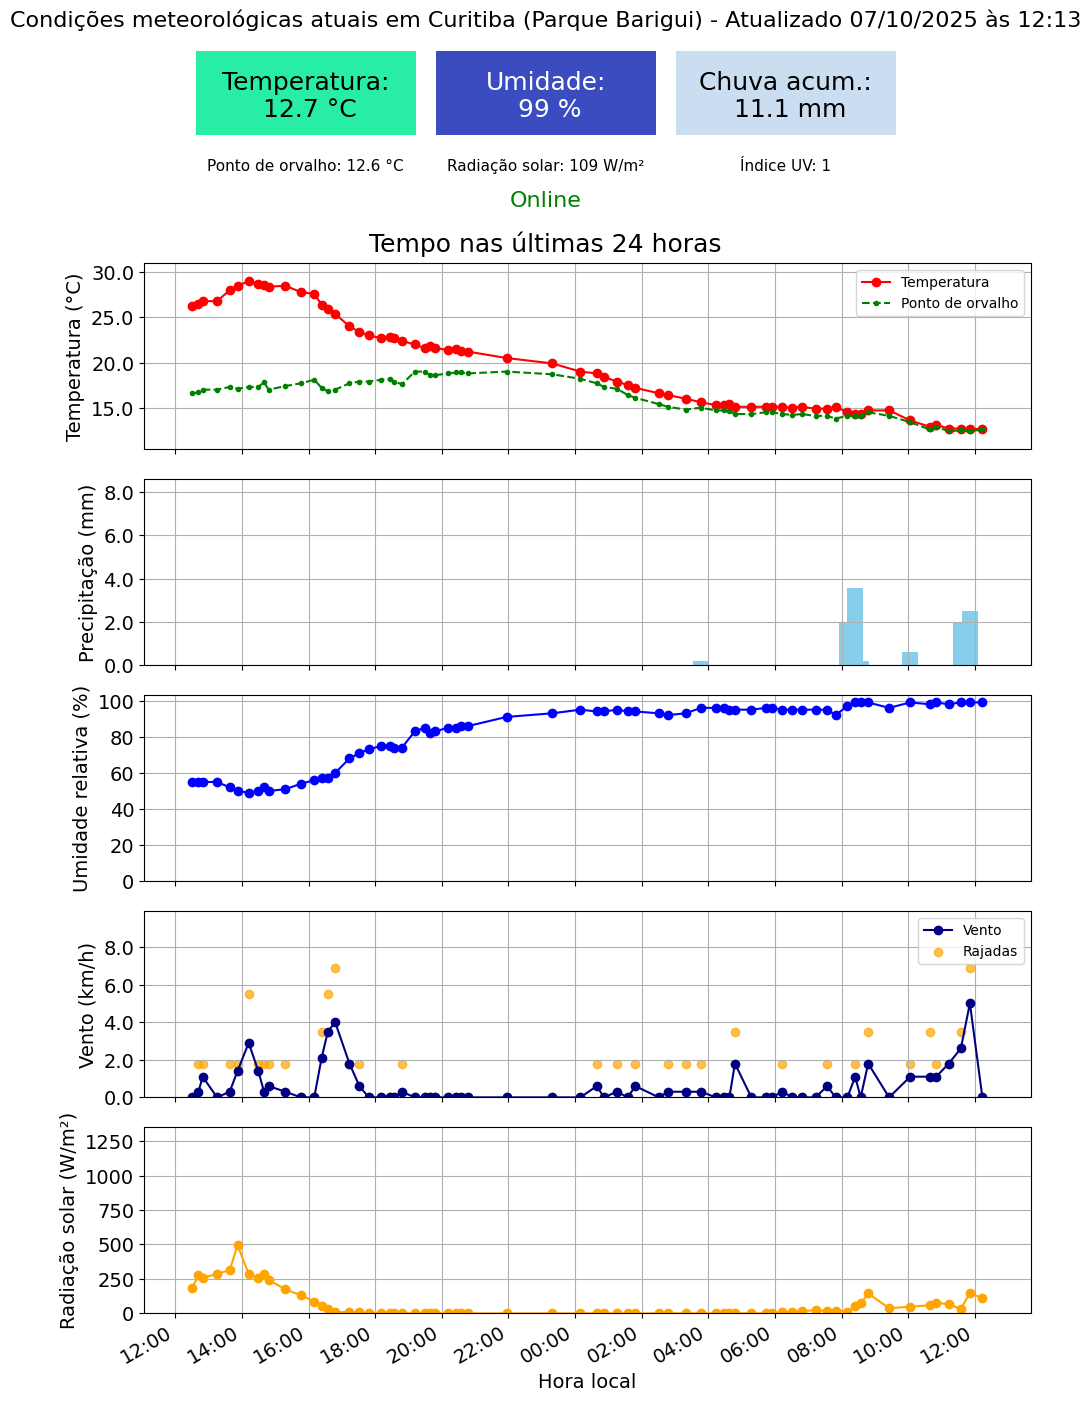 Condições meteorológicas atuais em Curitiba (Parque Barigui) - Atualizado 07/10/2025 às 12:13
Temperatura:
12.7 °C
Umidade:
99 %
Chuva acum.:
11.1 mm
Ponto de orvalho: 12.6 °C
Radiação solar: 109 W/m²
Índice UV: 1
Online
Tempo nas últimas 24 horas
Temperatura (°C)
30.0
25.0
20.0
15.0
Temperatura
Ponto de orvalho
Precipitação (mm)
8.0
6.0
4.0
2.0
0.0
Umidade relativa (%)
100
80
60
40
20
0
Vento (km/h)
8.0
6.0
4.0
2.0
0.0
Vento
Rajadas
Radiação solar (W/m²)
1250
1000
750
500
250
0
12:00
14:00
16:00
18:00
20:00
22:00
00:00
02:00
04:00
06:00
08:00
10:00
12:00
Hora local